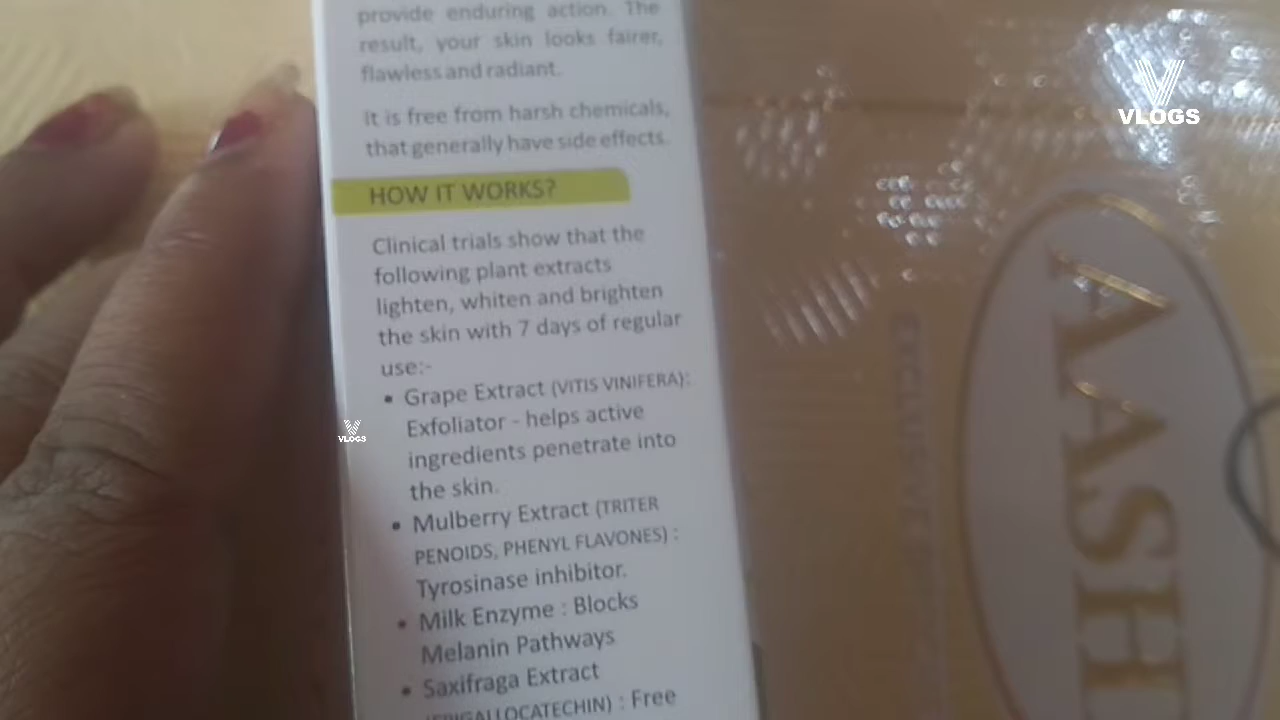 provide enduring action. The
result, your skin looks fairer,
flawless and radiant.
It is free from harsh chemicals,
that generally have side effects.
HOW IT WORKS?
Clinical trials show that the
following plant extracts
lighten, whiten and brighten
the skin with 7 days of regular
use:-
• Grape Extract (VITIS VINIFERA):
Exfoliator - helps active
ingredients penetrate into
the skin.
• Mulberry Extract (TRITER
PENOIDS, PHENYL FLAVONES) :
Tyrosinase inhibitor.
• Milk Enzyme : Blocks
Melanin Pathways
• Saxifraga Extract
(EPIGALLOCATECHIN) : Free
AASH
V
VLOGS
V
VLOGS